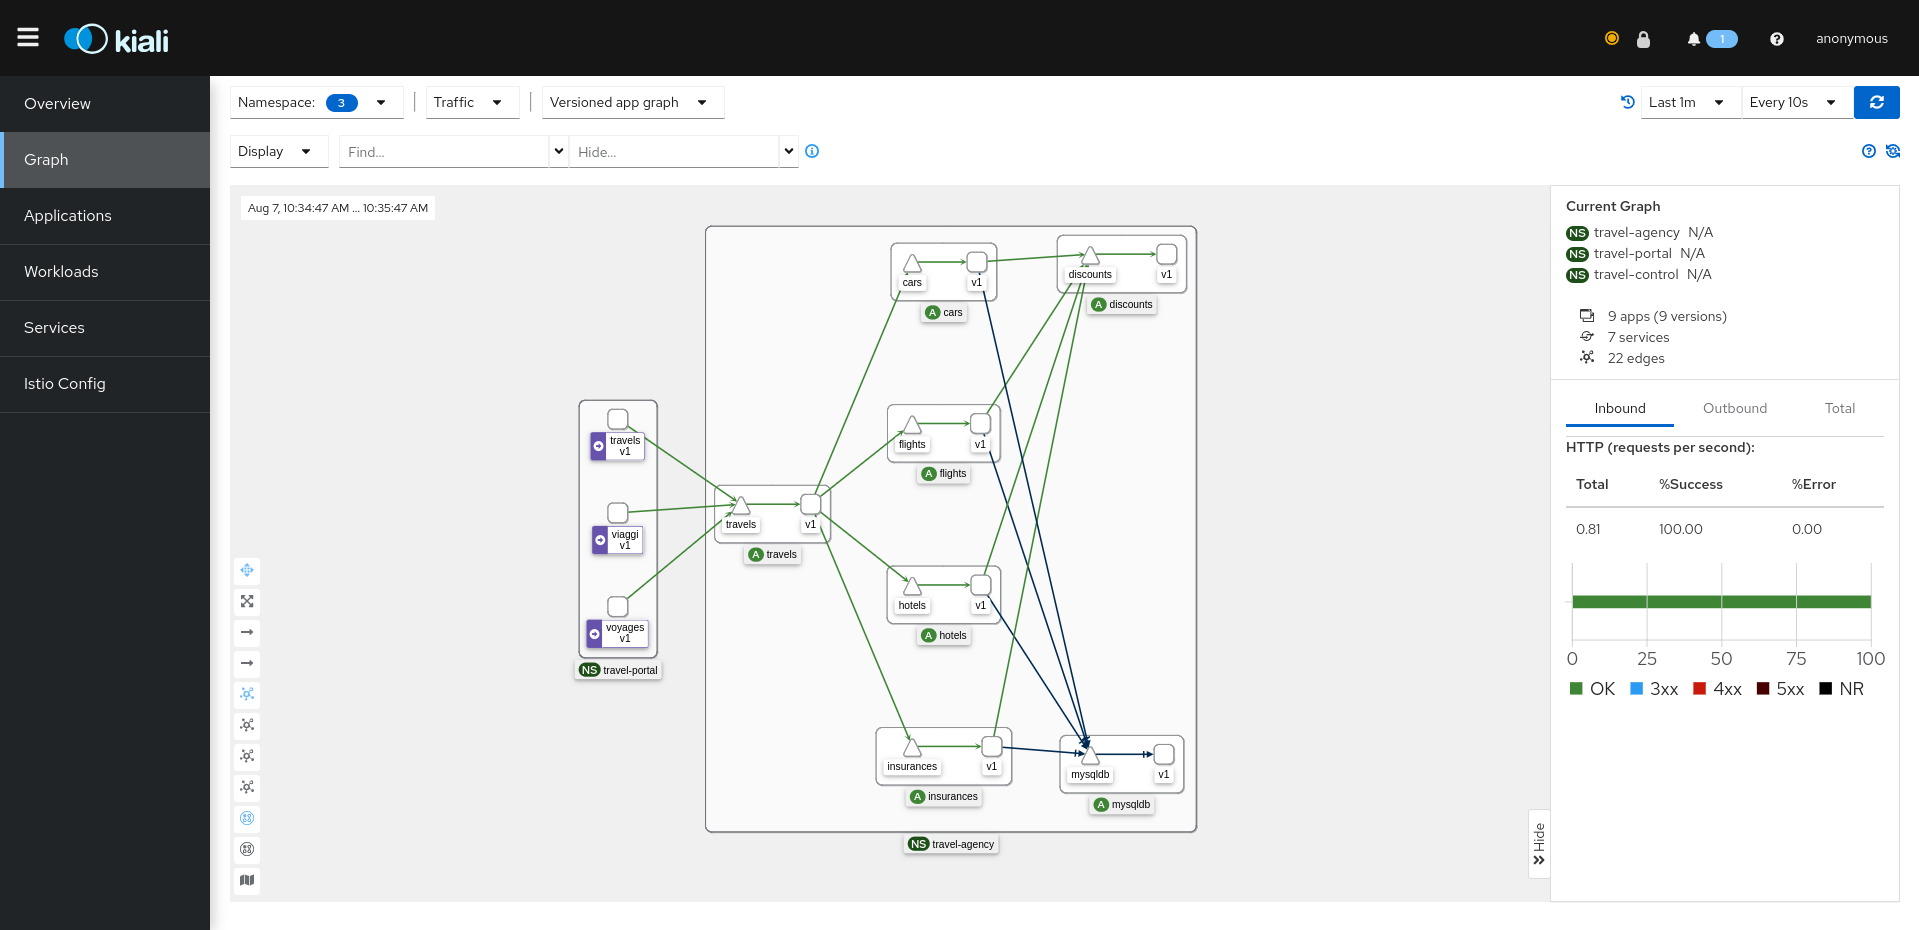 kiali
1
anonymous
Overview
Graph
Applications
Workloads
Services
Istio Config
Namespace: 3
Traffic
Versioned app graph
Last 1m
Every 10s
Display
Find...
Hide...
Aug 7, 10:34:47 AM ... 10:35:47 AM
cars
v1
A cars
discounts
v1
A discounts
flights
v1
A flights
travels
v1
viaggi
v1
voyages
v1
NS travel-portal
travels
v1
A travels
hotels
v1
A hotels
insurances
v1
A insurances
mysqldb
v1
A mysqldb
NS travel-agency
Hide
Current Graph
NS travel-agency N/A
NS travel-portal N/A
NS travel-control N/A
9 apps (9 versions)
7 services
22 edges
Inbound Outbound Total
HTTP (requests per second):
Total %Success %Error
0.81 100.00 0.00
0 25 50 75 100
OK 3xx 4xx 5xx NR